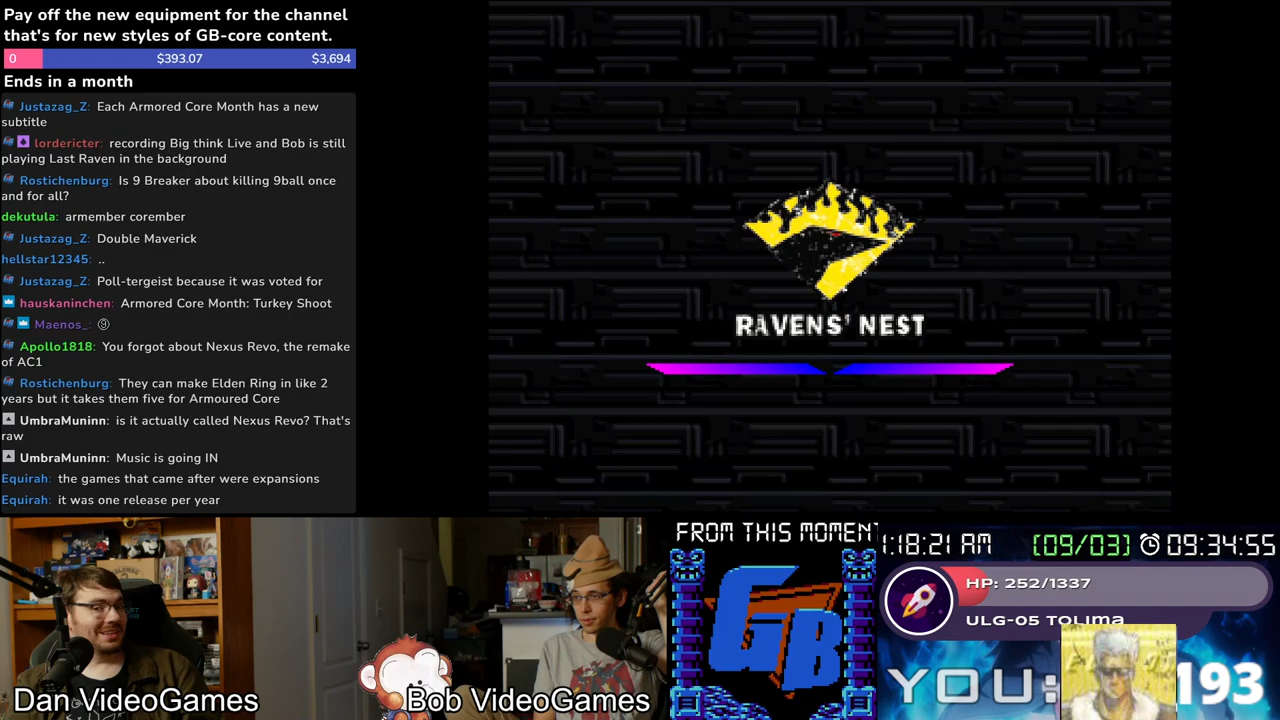 Pay off the new equipment for the channel
that's for new styles of GB-core content.
0 $393.07 $3,694
Ends in a month
Justazag_Z: Each Armored Core Month has a new
subtitle
lordericter: recording Big think Live and Bob is still
playing Last Raven in the background
Rostichenburg: Is 9 Breaker about killing 9ball once
and for all?
dekutula: armember corember
Justazag_Z: Double Maverick
hellstar12345: ..
Justazag_Z: Poll-tergeist because it was voted for
hauskaninchen: Armored Core Month: Turkey Shoot
Maenos_: ⑨
Apollo1818: You forgot about Nexus Revo, the remake
of AC1
Rostichenburg: They can make Elden Ring in like 2
years but it takes them five for Armoured Core
UmbraMuninn: is it actually called Nexus Revo? That's
raw
UmbraMuninn: Music is going IN
Equirah: the games that came after were expansions
Equirah: it was one release per year
RAVENS' NEST
Dan VideoGames
Bob VideoGames
FROM THIS MOMENT
GB
1:18:21 AM [09/03] 09:34:55
HP: 252/1337
ULG-05 Tolima
YOU: 193